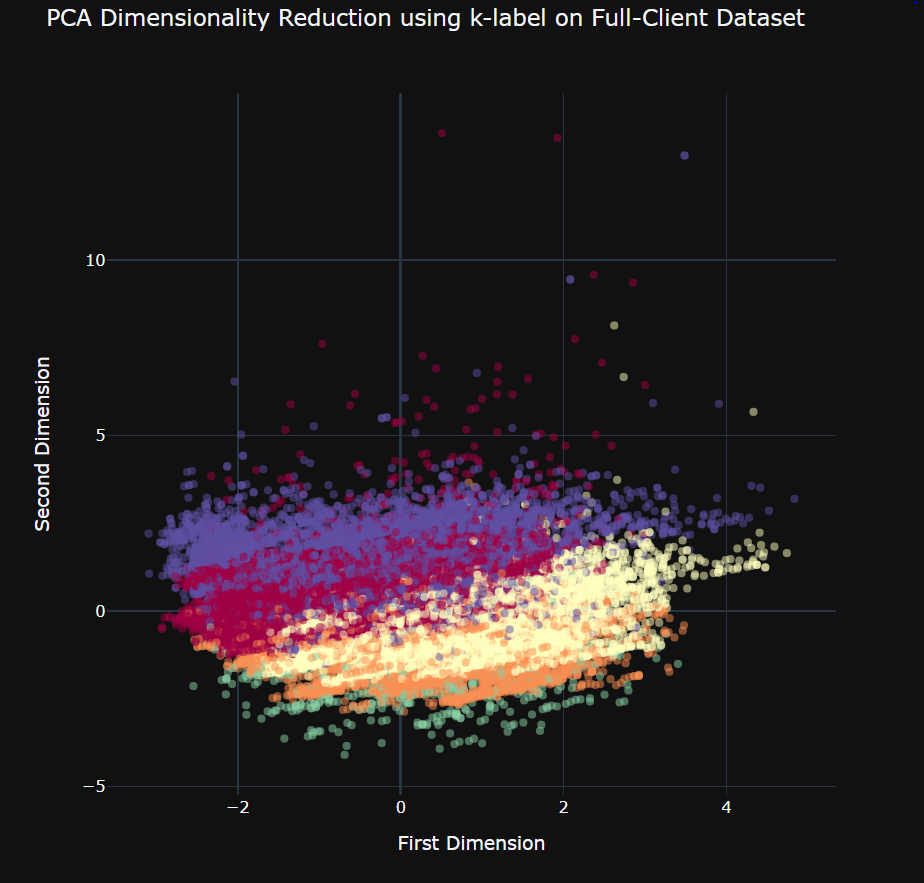 PCA Dimensionality Reduction using k-label on Full-Client Dataset
10
5
0
−5
Second Dimension
−2 0 2 4
First Dimension